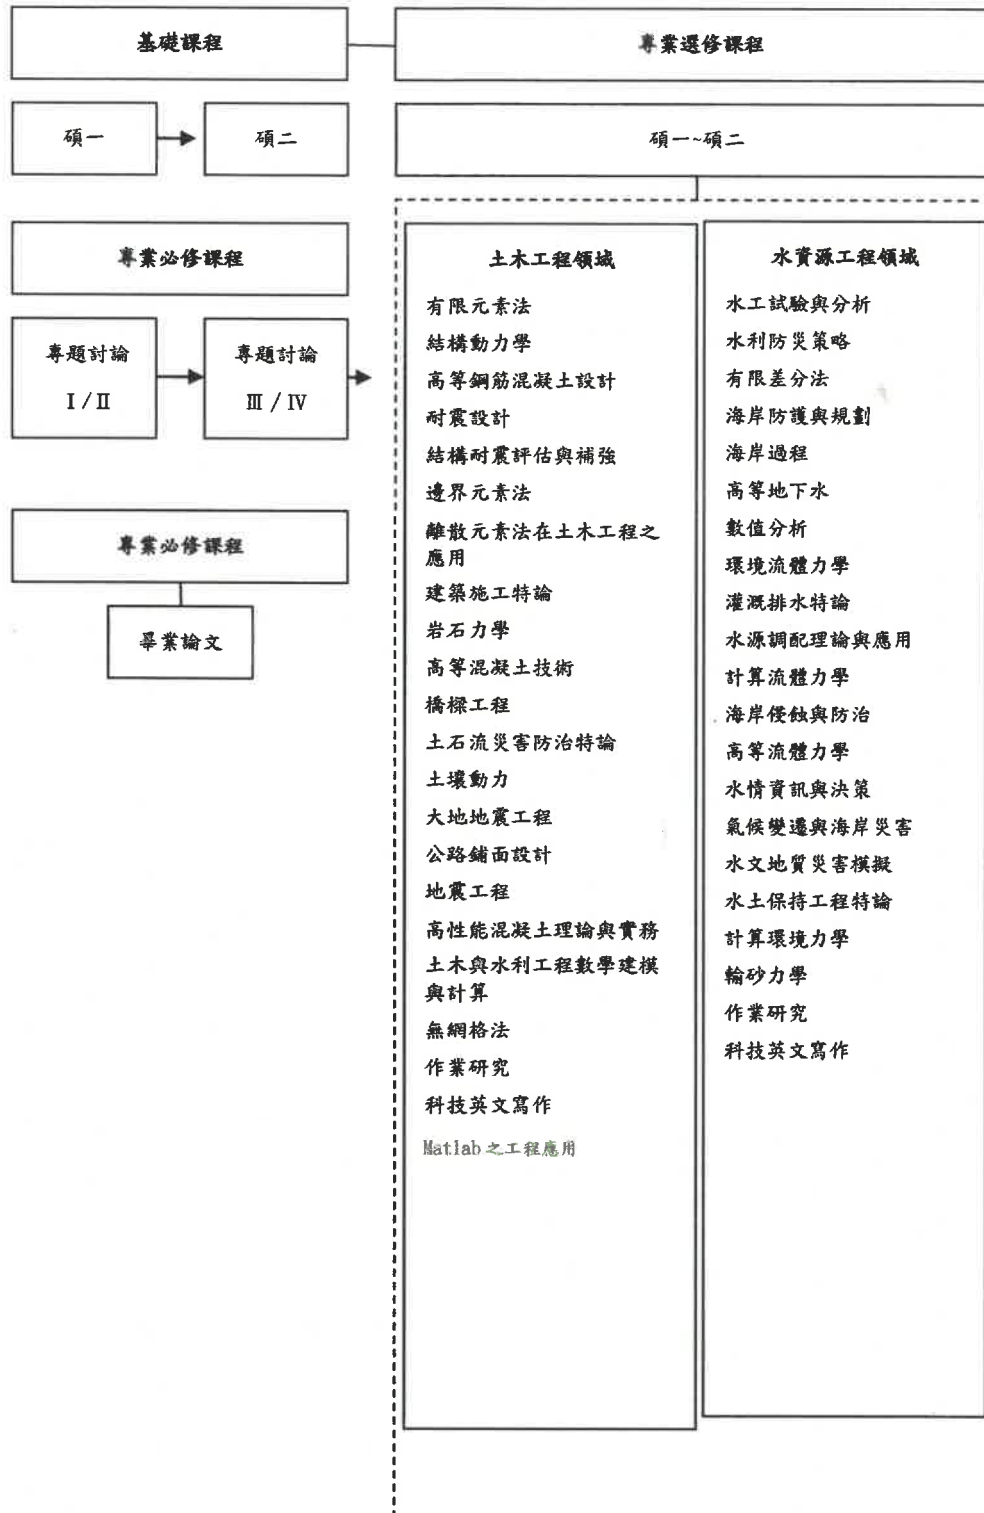 基礎課程
專業選修課程
碩一
碩二
碩一~碩二
專業必修課程
專題討論
I / II
專題討論
III / IV
專業必修課程
畢業論文
土木工程領域
有限元素法
結構動力學
高等鋼筋混凝土設計
耐震設計
結構耐震評估與補強
邊界元素法
離散元素法在土木工程之
應用
建築施工特論
岩石力學
高等混凝土技術
橋樑工程
土石流災害防治特論
土壤動力
大地地震工程
公路鋪面設計
地震工程
高性能混凝土理論與實務
土木與水利工程數學建模
與計算
無網格法
作業研究
科技英文寫作
Matlab 之工程應用
水資源工程領域
水工試驗與分析
水利防災策略
有限差分法
海岸防護與規劃
海岸過程
高等地下水
數值分析
環境流體力學
灌溉排水特論
水源調配理論與應用
計算流體力學
海岸侵蝕與防治
高等流體力學
水情資訊與決策
氣候變遷與海岸災害
水文地質災害模擬
水土保持工程特論
計算環境力學
輸砂力學
作業研究
科技英文寫作